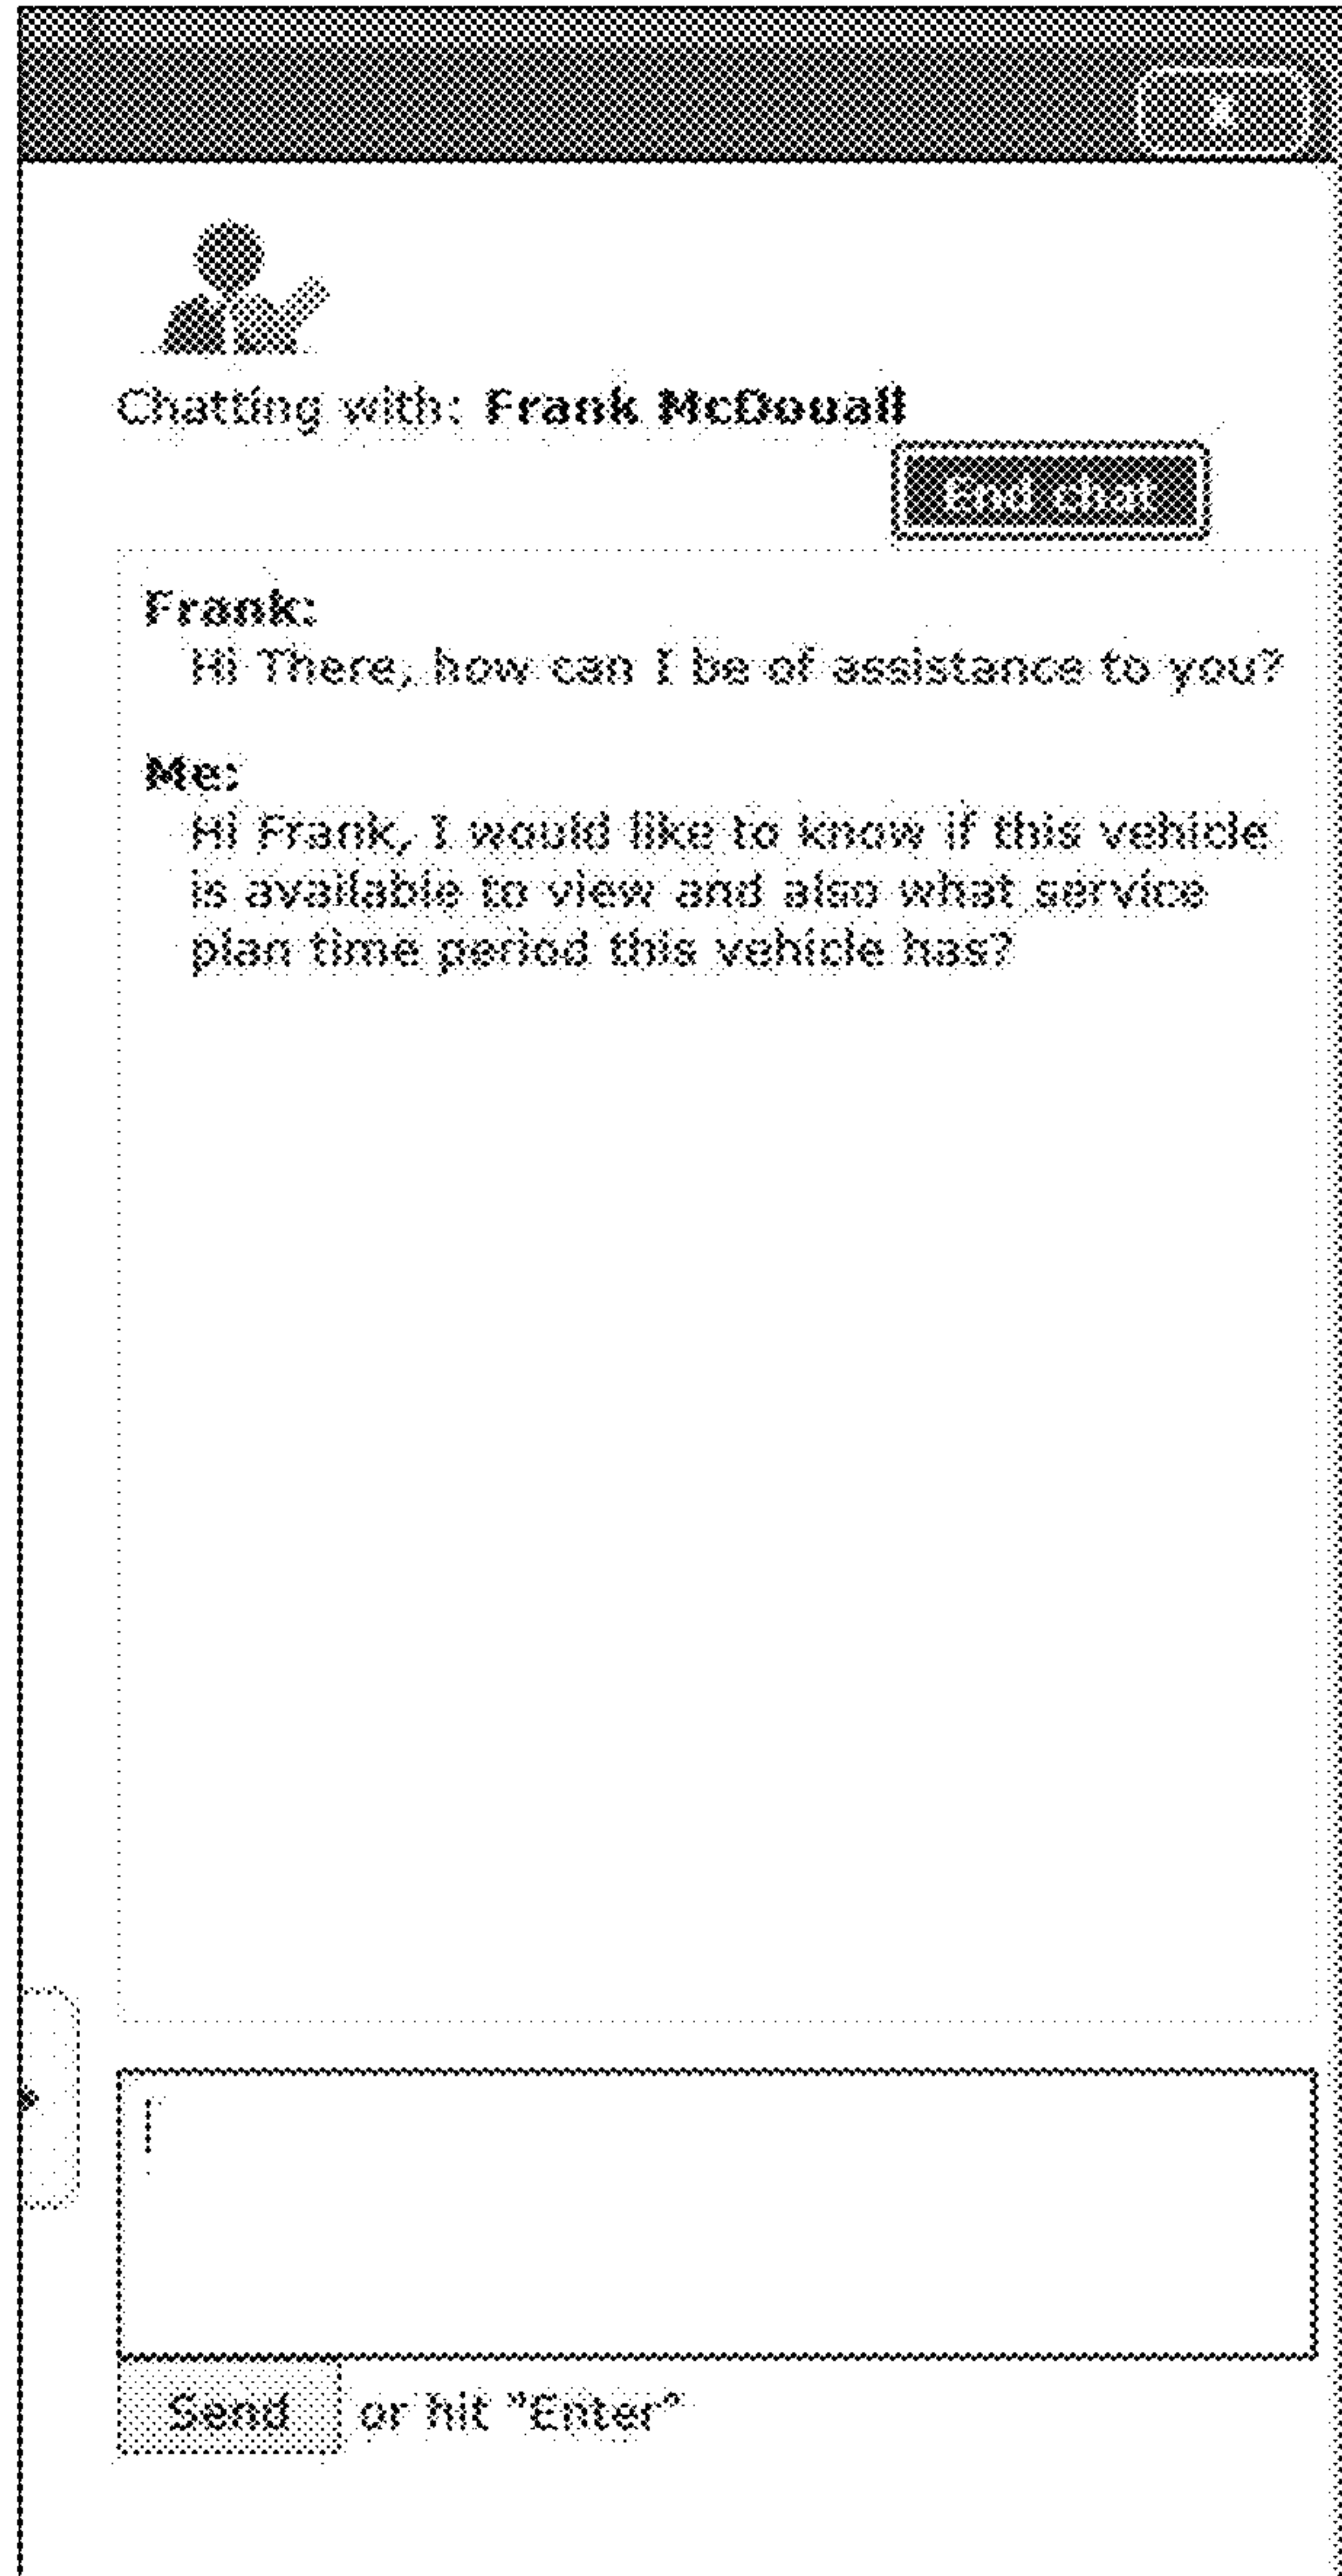 x
Chatting with: Frank McDouall
End chat
Frank:
Hi There, how can I be of assistance to you?
Me:
Hi Frank, I would like to know if this vehicle
is available to view and also what service
plan time period this vehicle has?
Send or hit "Enter"